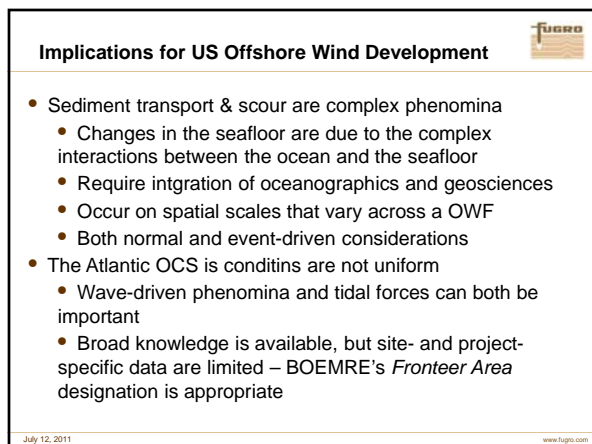 Implications for US Offshore Wind Development
FUGRO
• Sediment transport & scour are complex phenomina
• Changes in the seafloor are due to the complex
interactions between the ocean and the seafloor
• Require intgration of oceanographics and geosciences
• Occur on spatial scales that vary across a OWF
• Both normal and event-driven considerations
• The Atlantic OCS is conditins are not uniform
• Wave-driven phenomina and tidal forces can both be
important
• Broad knowledge is available, but site- and project-
specific data are limited – BOEMRE's Fronteer Area
designation is appropriate
July 12, 2011
www.fugro.com